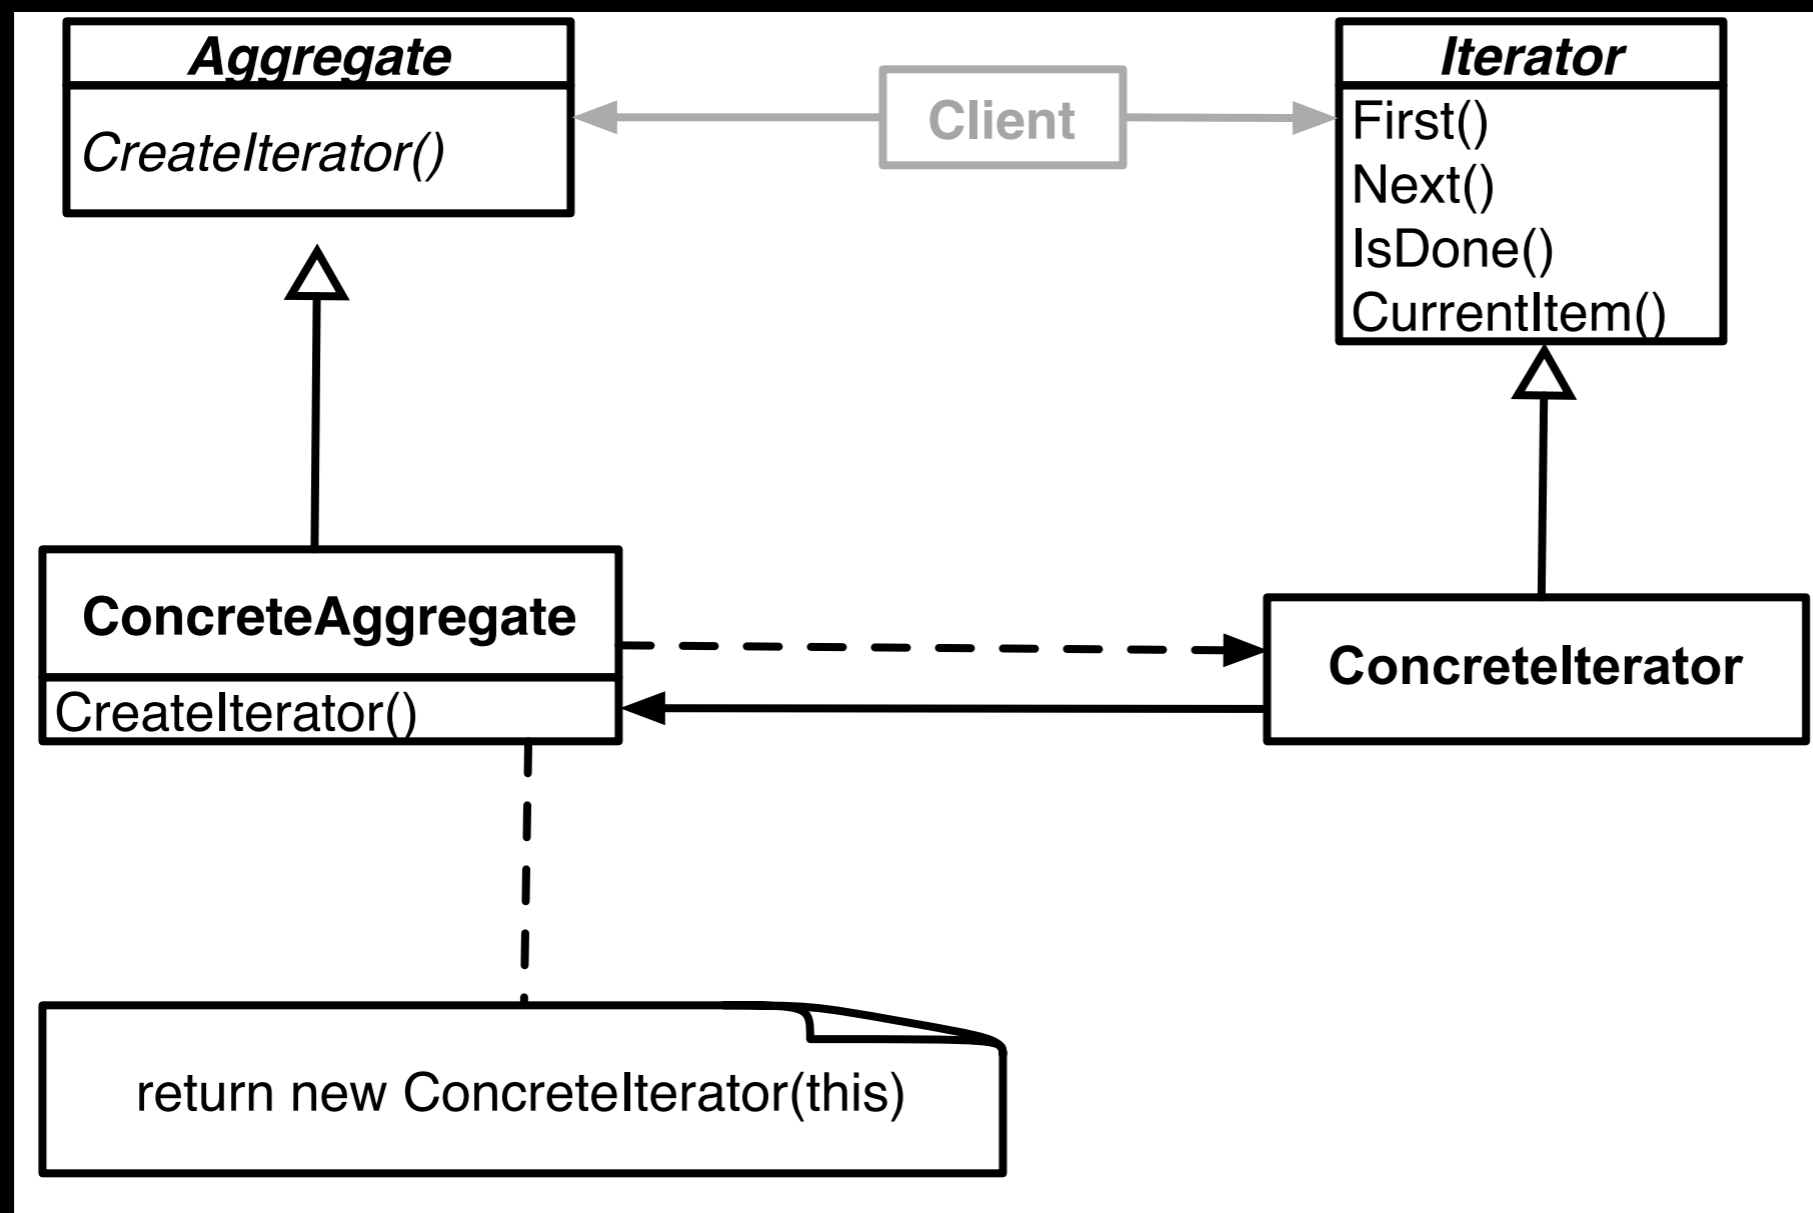 Aggregate
CreateIterator()
Client
Iterator
First()
Next()
IsDone()
CurrentItem()
ConcreteAggregate
CreateIterator()
ConcreteIterator
return new ConcreteIterator(this)